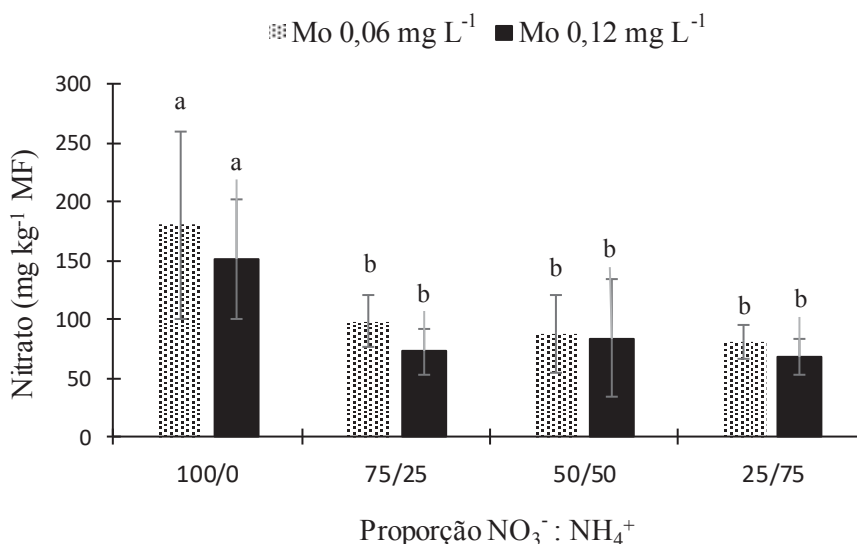 Mo 0,06 mg L⁻¹ Mo 0,12 mg L⁻¹
Nitrato (mg kg⁻¹ MF)
300
250
200
150
100
50
0
a a b b b b b b
100/0 75/25 50/50 25/75
Proporção NO₃⁻ : NH₄⁺